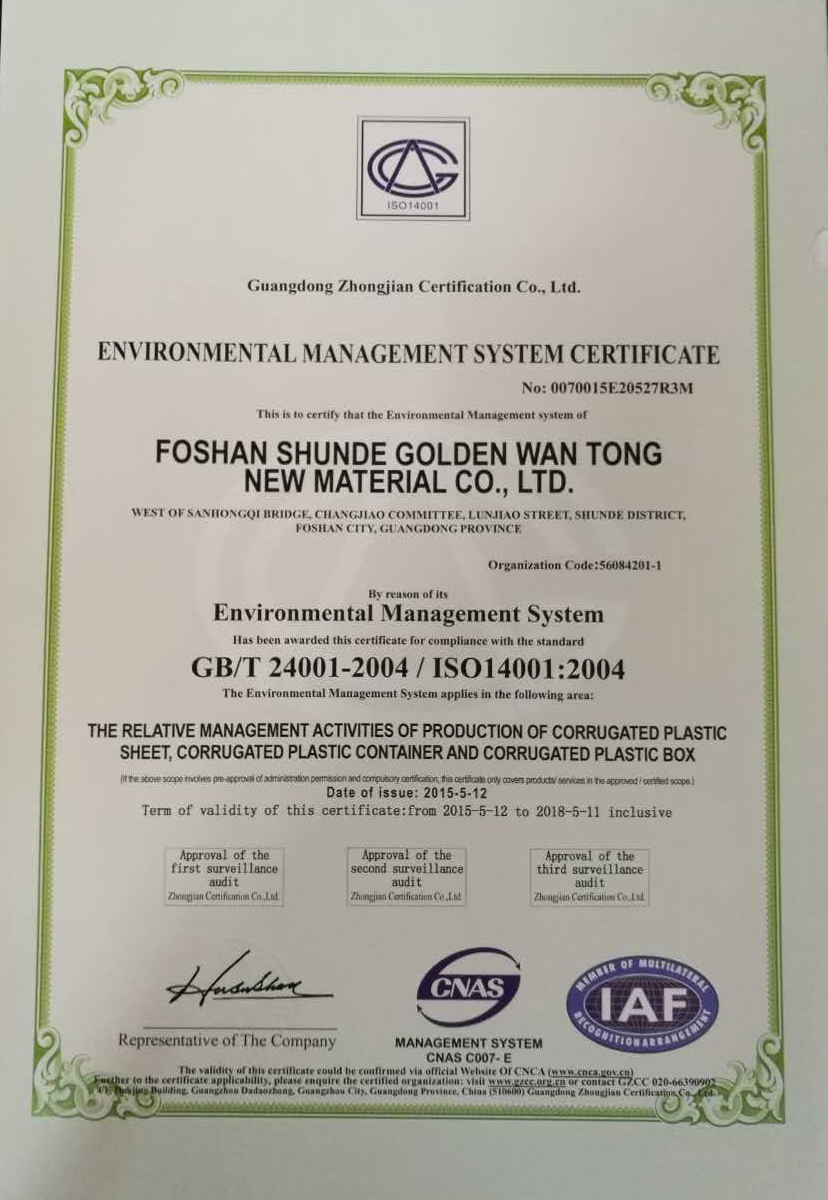 ISO14001
Guangdong Zhongjian Certification Co., Ltd.
ENVIRONMENTAL MANAGEMENT SYSTEM CERTIFICATE
No: 0070015E20527R3M
This is to certify that the Environmental Management system of
FOSHAN SHUNDE GOLDEN WAN TONG
NEW MATERIAL CO., LTD.
WEST OF SANHONGQI BRIDGE, CHANGJIAO COMMITTEE, LUNJIAO STREET, SHUNDE DISTRICT,
FOSHAN CITY, GUANGDONG PROVINCE
Organization Code:56084201-1
By reason of its
Environmental Management System
Has been awarded this certificate for compliance with the standard
GB/T 24001-2004 / ISO14001:2004
The Environmental Management System applies in the following area:
THE RELATIVE MANAGEMENT ACTIVITIES OF PRODUCTION OF CORRUGATED PLASTIC
SHEET, CORRUGATED PLASTIC CONTAINER AND CORRUGATED PLASTIC BOX
(If the above scope involves pre-approval of administration permission and compulsory certification, this certificate only covers products/ services in the approved / certified scope.)
Date of issue: 2015-5-12
Term of validity of this certificate:from 2015-5-12 to 2018-5-11 inclusive
Approval of the
first surveillance
audit
Zhongjian Certification Co.,Ltd.
Approval of the
second surveillance
audit
Zhongjian Certification Co.,Ltd.
Approval of the
third surveillance
audit
Zhongjian Certification Co.,Ltd.
Representative of The Company
CNAS
MANAGEMENT SYSTEM
CNAS C007- E
MEMBER OF MULTILATERAL
IAF
RECOGNITION ARRANGEMENT
The validity of this certificate could be confirmed via official Website Of CNCA (www.cnca.gov.cn)
Further to the certificate applicability, please enquire the certified organization: visit www.gzcc.org.cn or contact GZCC 020-66390902
Building, Guangzhou Dadaozhong, Guangzhou City, Guangdong Province, China (510600) Guangdong Zhongjian Certification Co., Ltd.